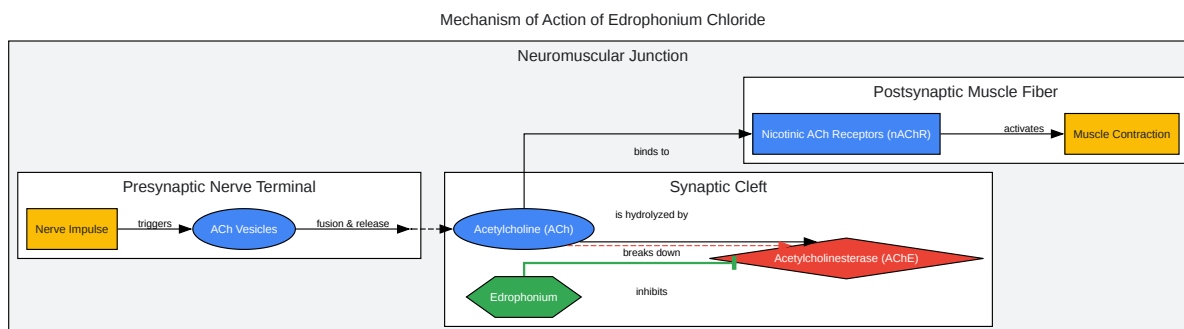 Mechanism of Action of Edrophonium Chloride
Neuromuscular Junction
Postsynaptic Muscle Fiber
Nicotinic ACh Receptors (nAChR)
activates
Muscle Contraction
binds to
Presynaptic Nerve Terminal
Nerve Impulse
triggers
ACh Vesicles
fusion & release
Synaptic Cleft
Acetylcholine (ACh)
is hydrolyzed by
breaks down
Acetylcholinesterase (AChE)
Edrophonium
inhibits